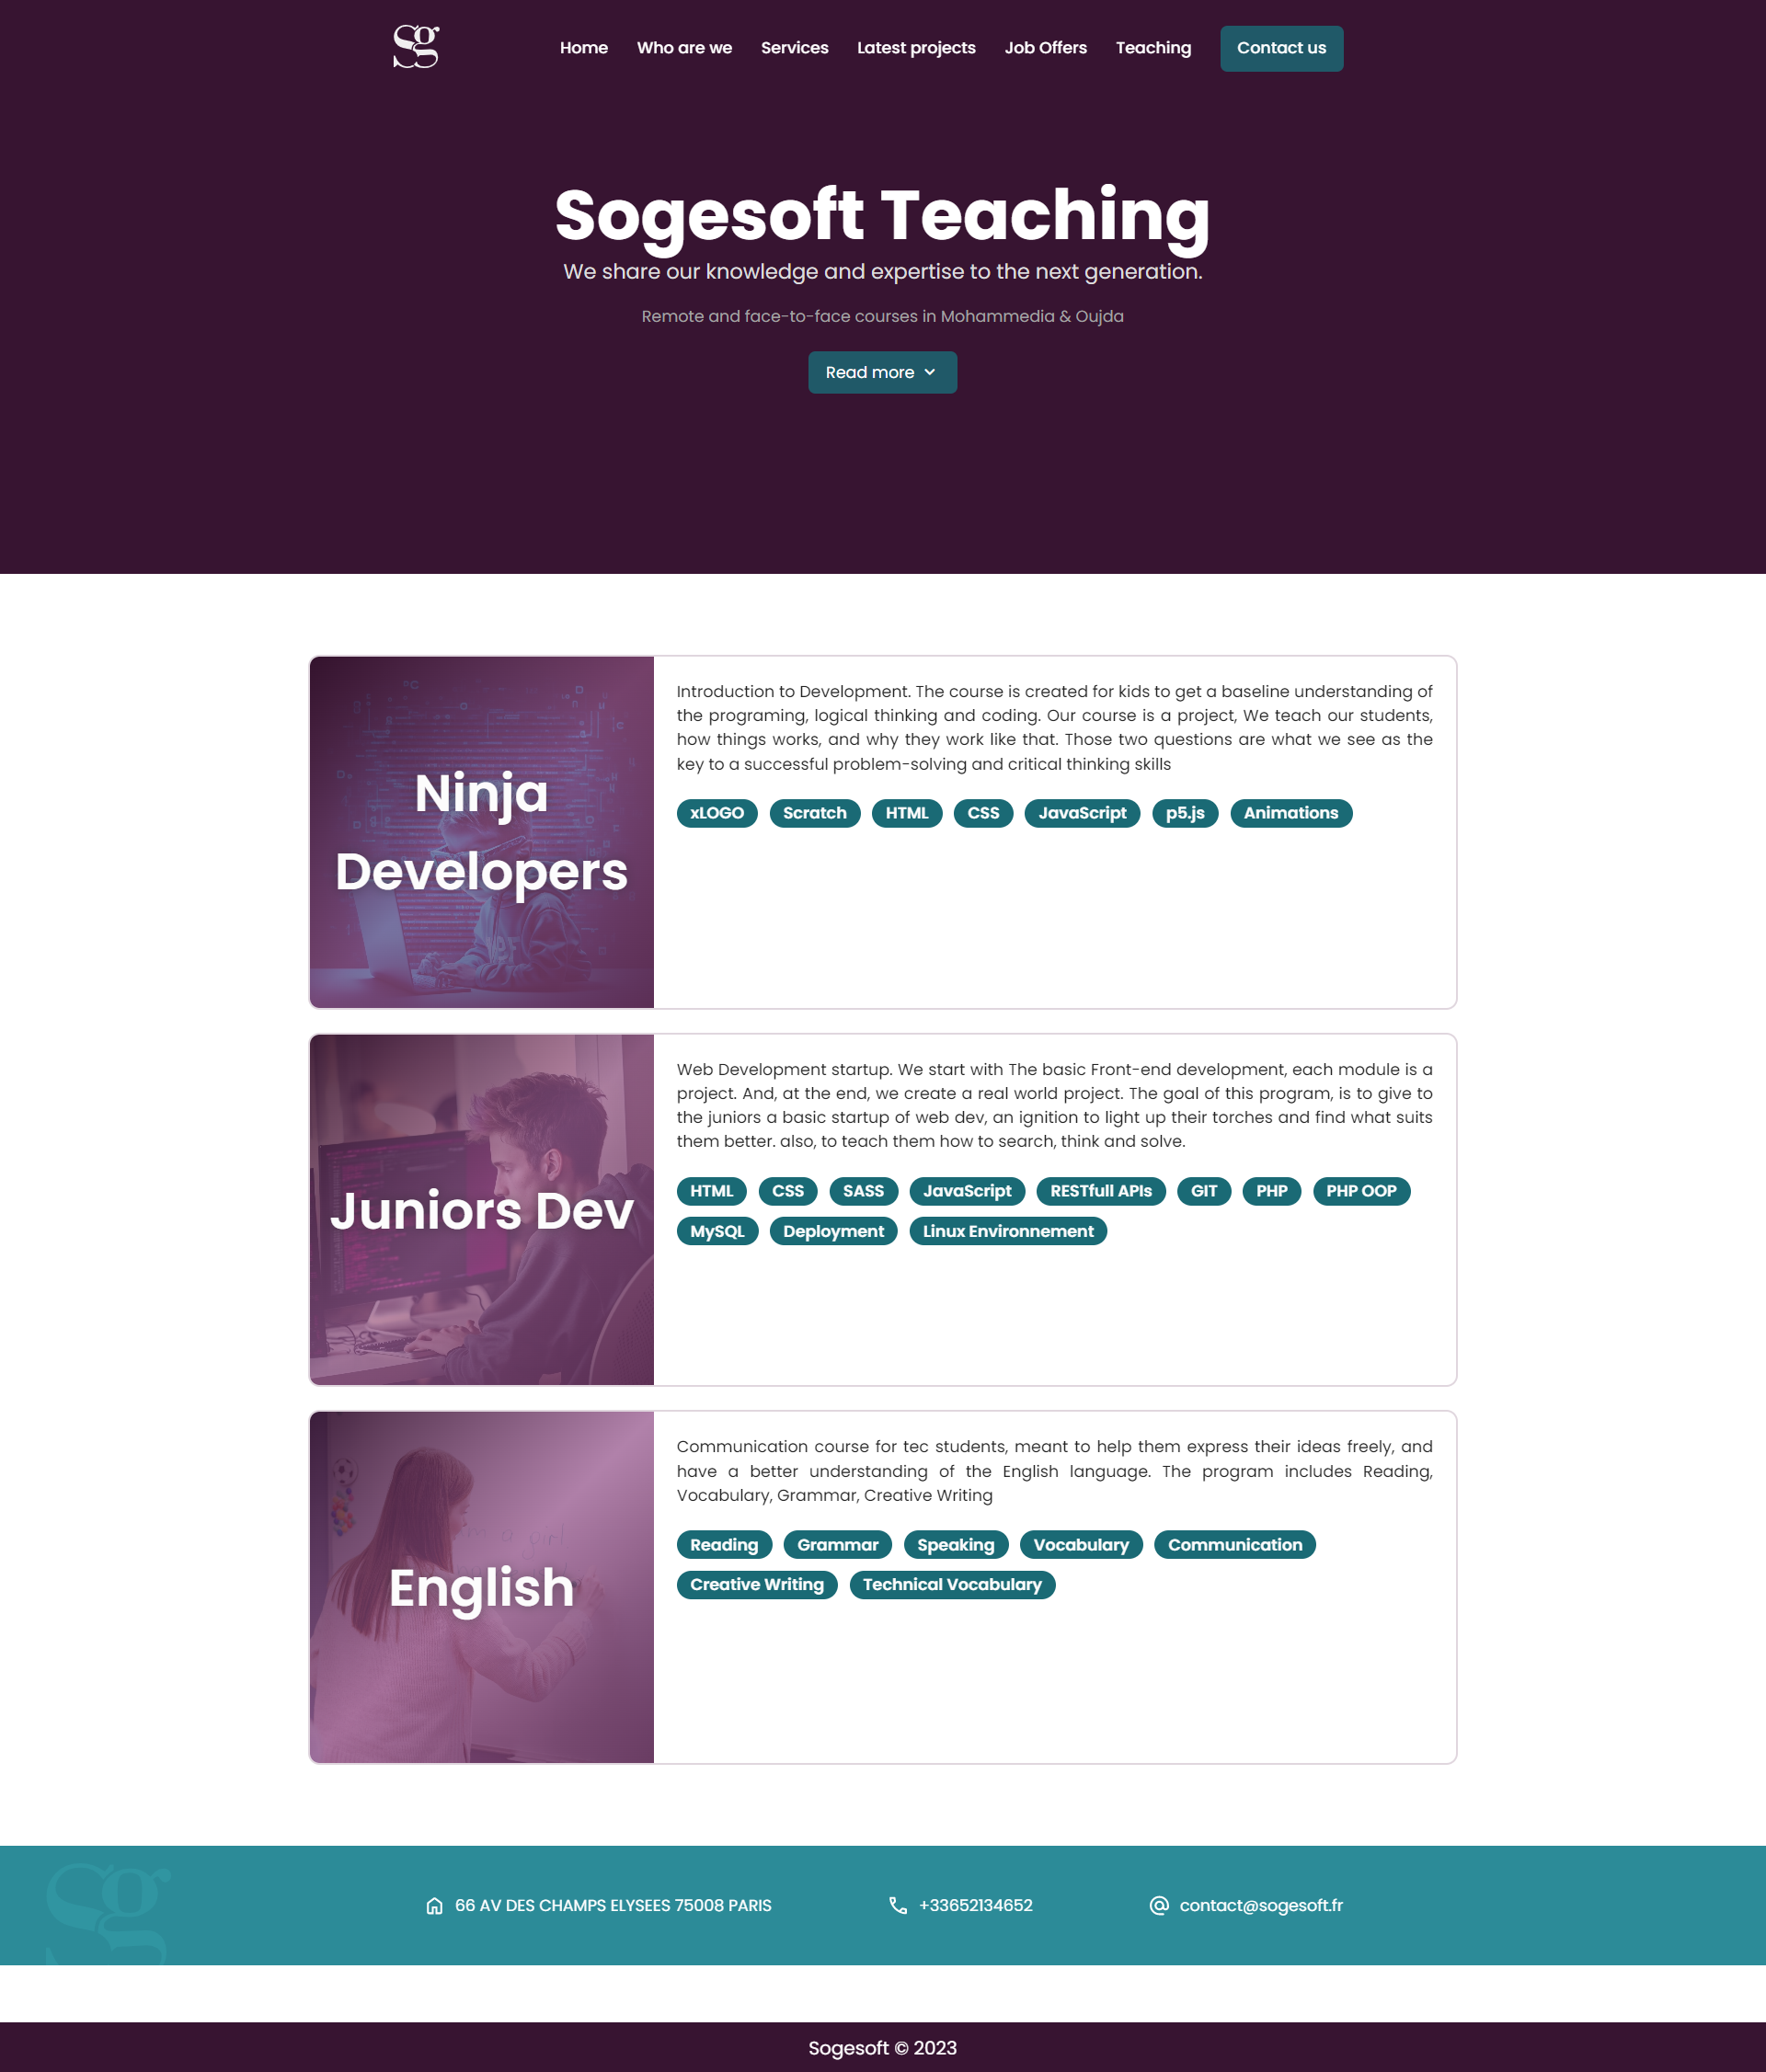 Sg
Home Who are we Services Latest projects Job Offers Teaching Contact us
Sogesoft Teaching
We share our knowledge and expertise to the next generation.
Remote and face-to-face courses in Mohammedia & Oujda
Read more
Ninja
Developers
Introduction to Development. The course is created for kids to get a baseline understanding of
the programing, logical thinking and coding. Our course is a project, We teach our students,
how things works, and why they work like that. Those two questions are what we see as the
key to a successful problem-solving and critical thinking skills
xLOGO Scratch HTML CSS JavaScript p5.js Animations
Juniors Dev
Web Development startup. We start with The basic Front-end development, each module is a
project. And, at the end, we create a real world project. The goal of this program, is to give to
the juniors a basic startup of web dev, an ignition to light up their torches and find what suits
them better. also, to teach them how to search, think and solve.
HTML CSS SASS JavaScript RESTfull APIs GIT PHP PHP OOP
MySQL Deployment Linux Environnement
English
Communication course for tec students, meant to help them express their ideas freely, and
have a better understanding of the English language. The program includes Reading,
Vocabulary, Grammar, Creative Writing
Reading Grammar Speaking Vocabulary Communication
Creative Writing Technical Vocabulary
Sg
66 AV DES CHAMPS ELYSEES 75008 PARIS +33652134652 contact@sogesoft.fr
Sogesoft © 2023